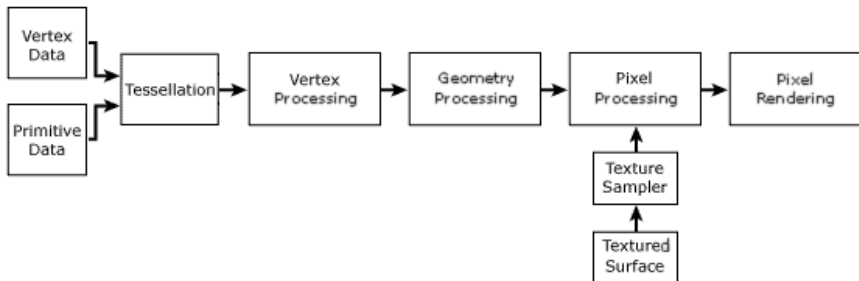 Vertex
Data
Primitive
Data
Tessellation
Vertex
Processing
Geometry
Processing
Pixel
Processing
Pixel
Rendering
Texture
Sampler
Textured
Surface